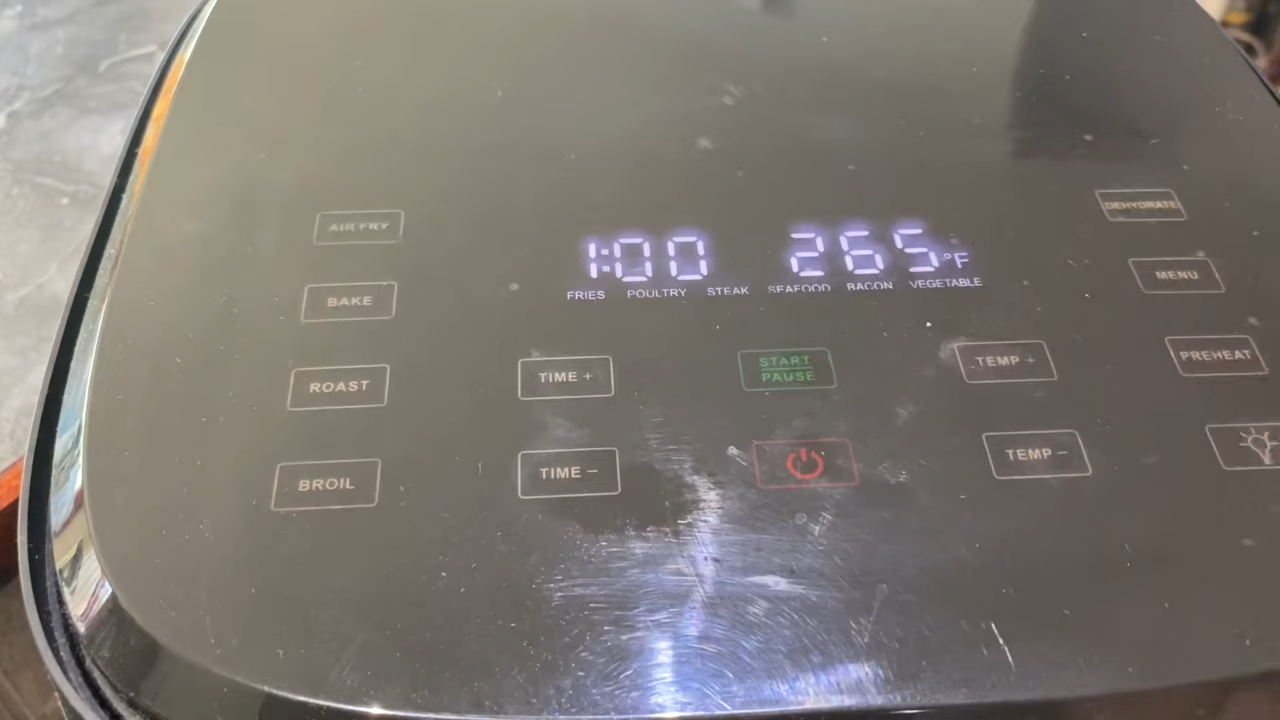 1:00 265°F
FRIES POULTRY STEAK SEAFOOD BACON VEGETABLE
AIR FRY
BAKE
ROAST
BROIL
TIME +
TIME −
START
PAUSE
TEMP +
TEMP −
DEHYDRATE
MENU
PREHEAT